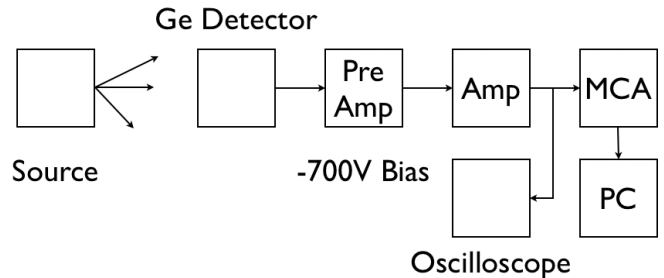 Ge Detector
Pre
Amp
Amp
MCA
Source
-700V Bias
PC
Oscilloscope